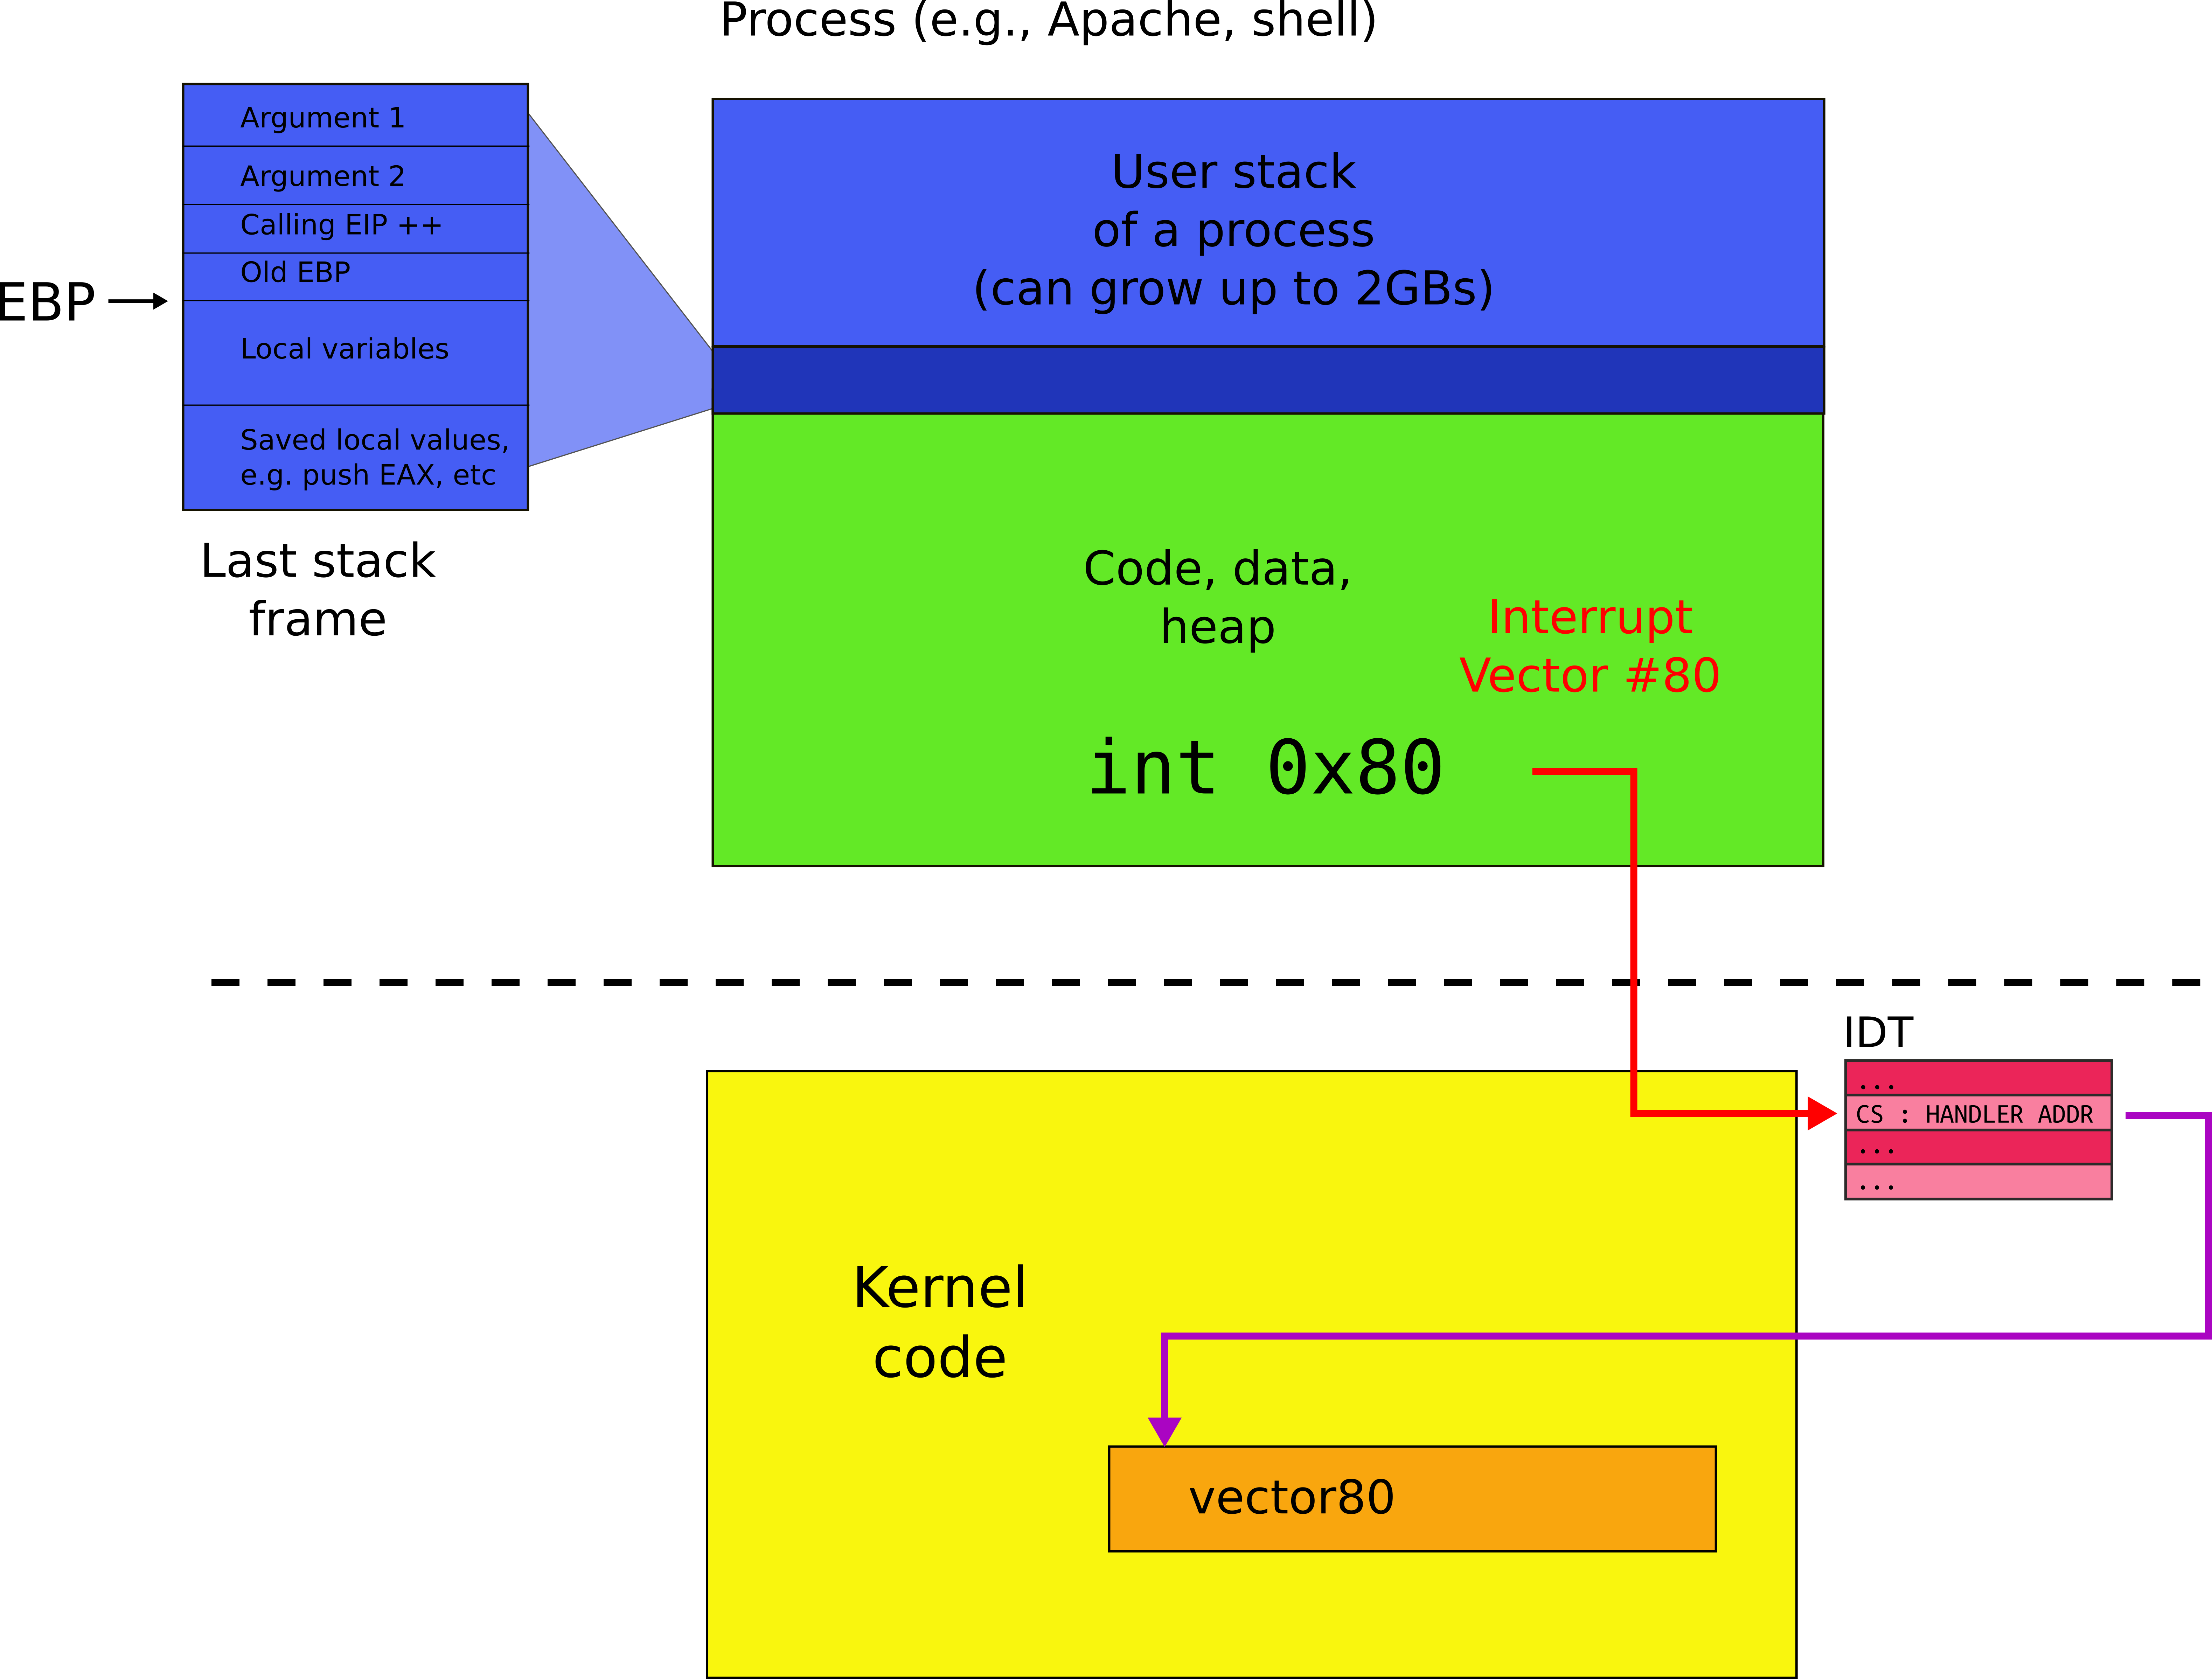 Process (e.g., Apache, shell)
Argument 1
Argument 2
Calling EIP ++
Old EBP
EBP
Local variables
Saved local values,
e.g. push EAX, etc
Last stack
frame
User stack
of a process
(can grow up to 2GBs)
Code, data,
heap
Interrupt
Vector #80
int 0x80
IDT
...
CS : HANDLER ADDR
...
...
Kernel
code
vector80